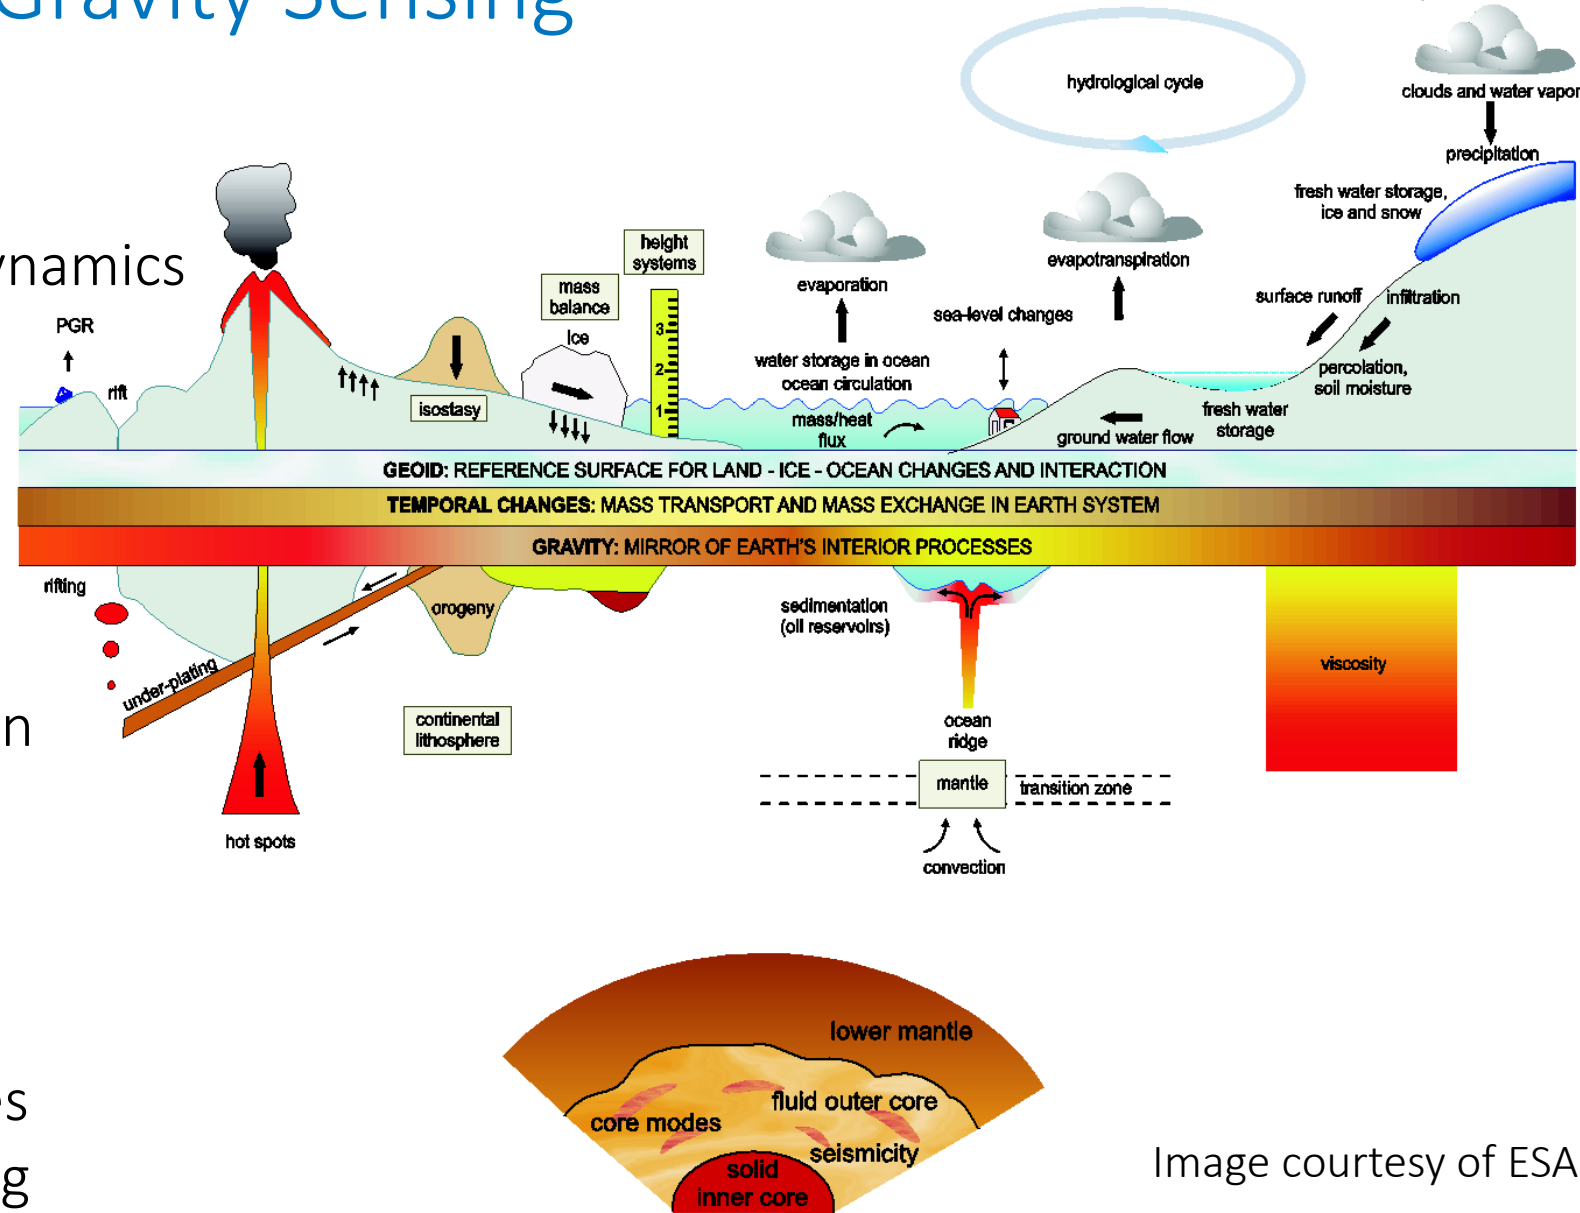 Gravity Sensing
hydrological cycle
clouds and water vapor
precipitation
fresh water storage,
ice and snow
ynamics
height
systems
mass
balance
ice
evaporation
evapotranspiration
surface runoff
infiltration
PGR
sea-level changes
3
2
1
water storage in ocean
ocean circulation
percolation,
soil moisture
rift
isostasy
mass/heat
flux
fresh water
storage
ground water flow
GEOID: REFERENCE SURFACE FOR LAND - ICE - OCEAN CHANGES AND INTERACTION
TEMPORAL CHANGES: MASS TRANSPORT AND MASS EXCHANGE IN EARTH SYSTEM
GRAVITY: MIRROR OF EARTH'S INTERIOR PROCESSES
rifting
orogeny
sedimentation
(oil reservoirs)
viscosity
under-plating
n
continental
lithosphere
ocean
ridge
mantle
transition zone
hot spots
convection
lower mantle
fluid outer core
core modes
seismicity
solid
inner core
es
g
Image courtesy of ESA